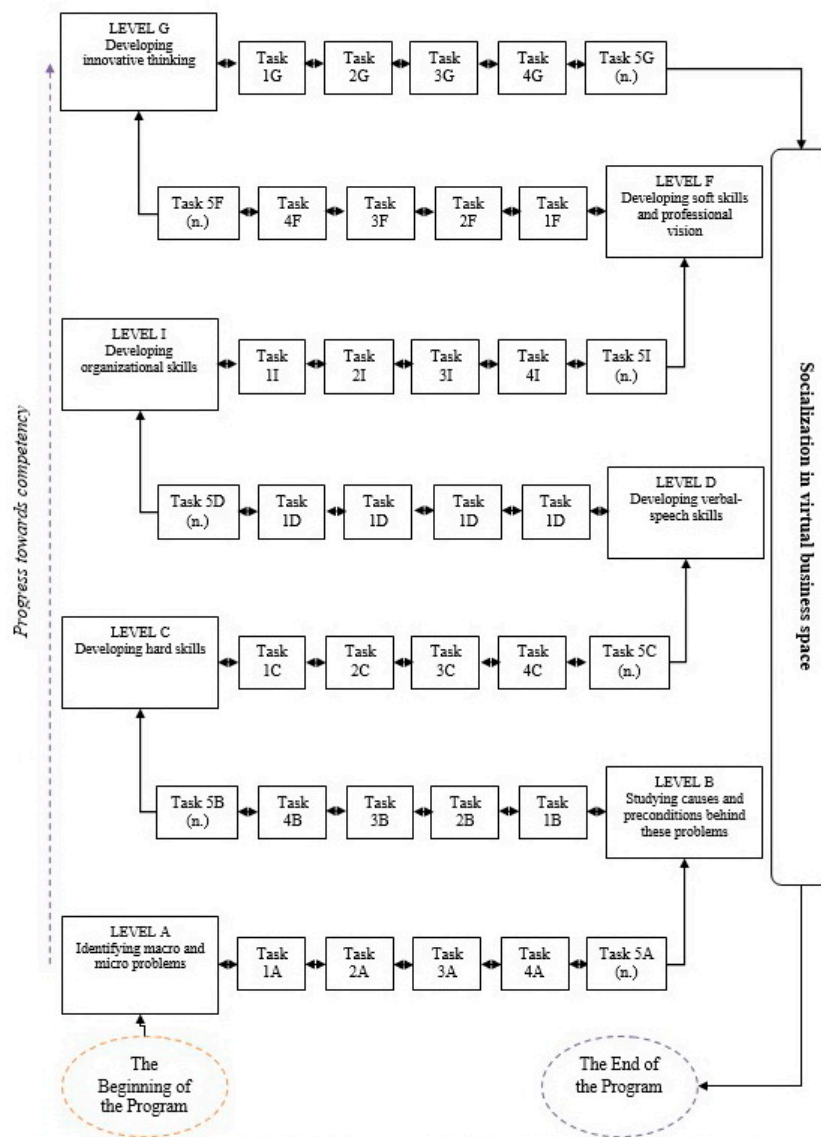 LEVEL G
Developing
innovative thinking
Task
1G
Task
2G
Task
3G
Task
4G
Task 5G
(n.)
Task 5F
(n.)
Task
4F
Task
3F
Task
2F
Task
1F
LEVEL F
Developing soft skills
and professional
vision
LEVEL I
Developing
organizational skills
Task
1I
Task
2I
Task
3I
Task
4I
Task 5I
(n.)
Task 5D
(n.)
Task
1D
Task
1D
Task
1D
Task
1D
LEVEL D
Developing verbal-
speech skills
LEVEL C
Developing hard skills
Task
1C
Task
2C
Task
3C
Task
4C
Task 5C
(n.)
Task 5B
(n.)
Task
4B
Task
3B
Task
2B
Task
1B
LEVEL B
Studying causes and
preconditions behind
these problems
LEVEL A
Identifying macro and
micro problems
Task
1A
Task
2A
Task
3A
Task
4A
Task 5A
(n.)
The
Beginning of
the Program
The End of
the Program
Progress towards competency
Socialization in virtual business
space